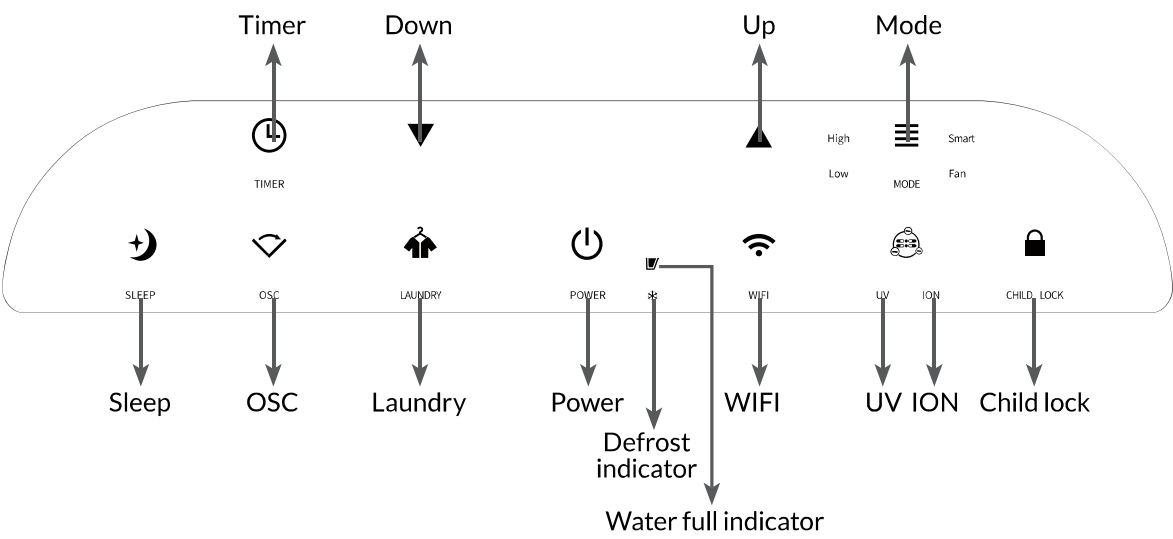 Timer
Down
Up
Mode
High
Smart
Low
Fan
TIMER
MODE
SLEEP
OSC
LAUNDRY
POWER
WIFI
UV
ION
CHILD LOCK
Sleep
OSC
Laundry
Power
WIFI
UV
ION
Child lock
Defrost
indicator
Water full indicator